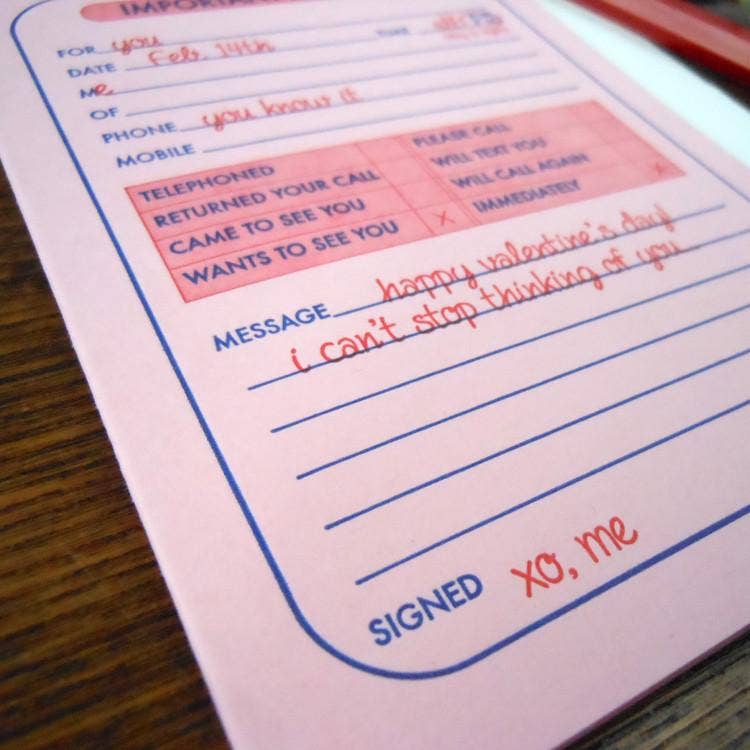 FOR you
DATE Feb. 14th
Me
OF
PHONE you know it
MOBILE
TELEPHONED PLEASE CALL
RETURNED YOUR CALL WILL TEXT YOU
CAME TO SEE YOU WILL CALL AGAIN
WANTS TO SEE YOU X IMMEDIATELY X
MESSAGE happy valentine's day!
i can't stop thinking of you...
SIGNED xo, me